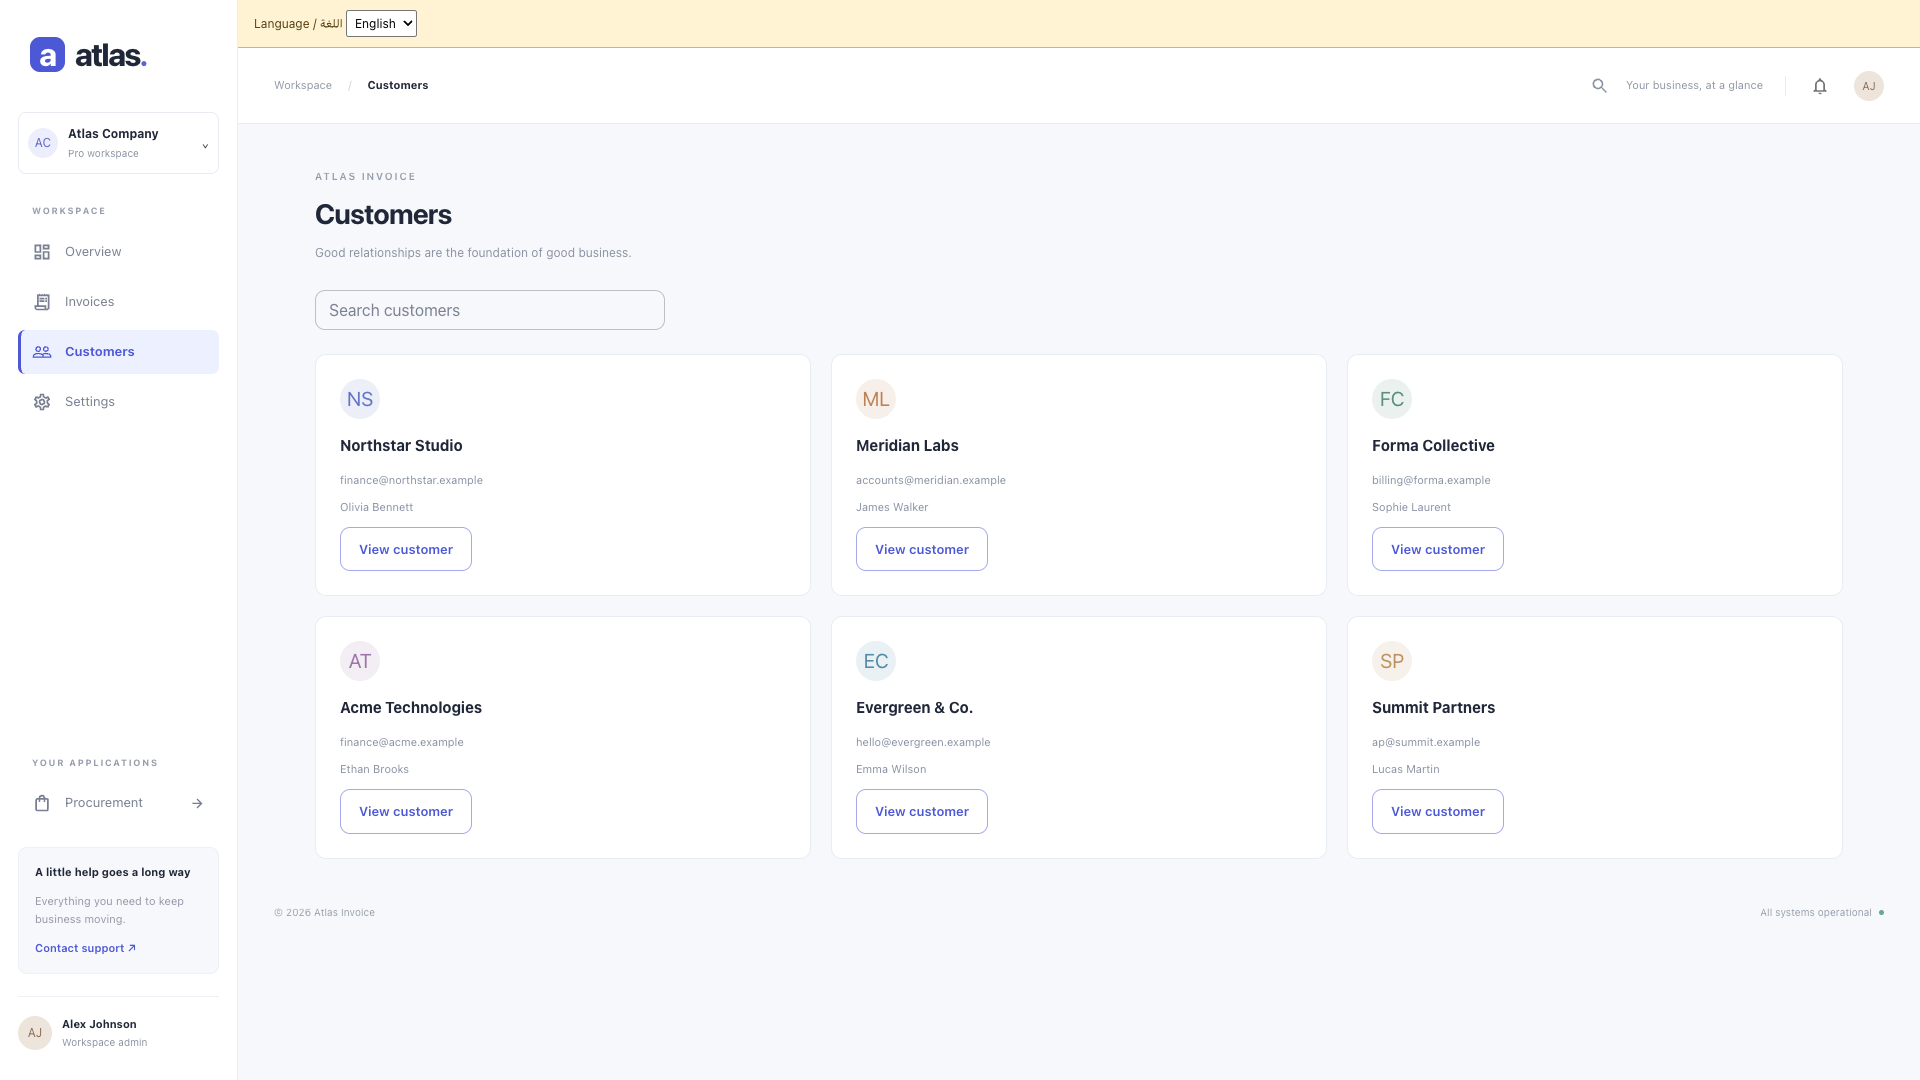 a atlas.
AC
Atlas Company
Pro workspace
WORKSPACE
Overview
Invoices
Customers
Settings
YOUR APPLICATIONS
Procurement
A little help goes a long way
Everything you need to keep
business moving.
Contact support ↗
AJ
Alex Johnson
Workspace admin
Language / اللغة English
Workspace / Customers
Your business, at a glance
AJ
ATLAS INVOICE
Customers
Good relationships are the foundation of good business.
Search customers
NS
Northstar Studio
finance@northstar.example
Olivia Bennett
View customer
ML
Meridian Labs
accounts@meridian.example
James Walker
View customer
FC
Forma Collective
billing@forma.example
Sophie Laurent
View customer
AT
Acme Technologies
finance@acme.example
Ethan Brooks
View customer
EC
Evergreen & Co.
hello@evergreen.example
Emma Wilson
View customer
SP
Summit Partners
ap@summit.example
Lucas Martin
View customer
© 2026 Atlas Invoice
All systems operational